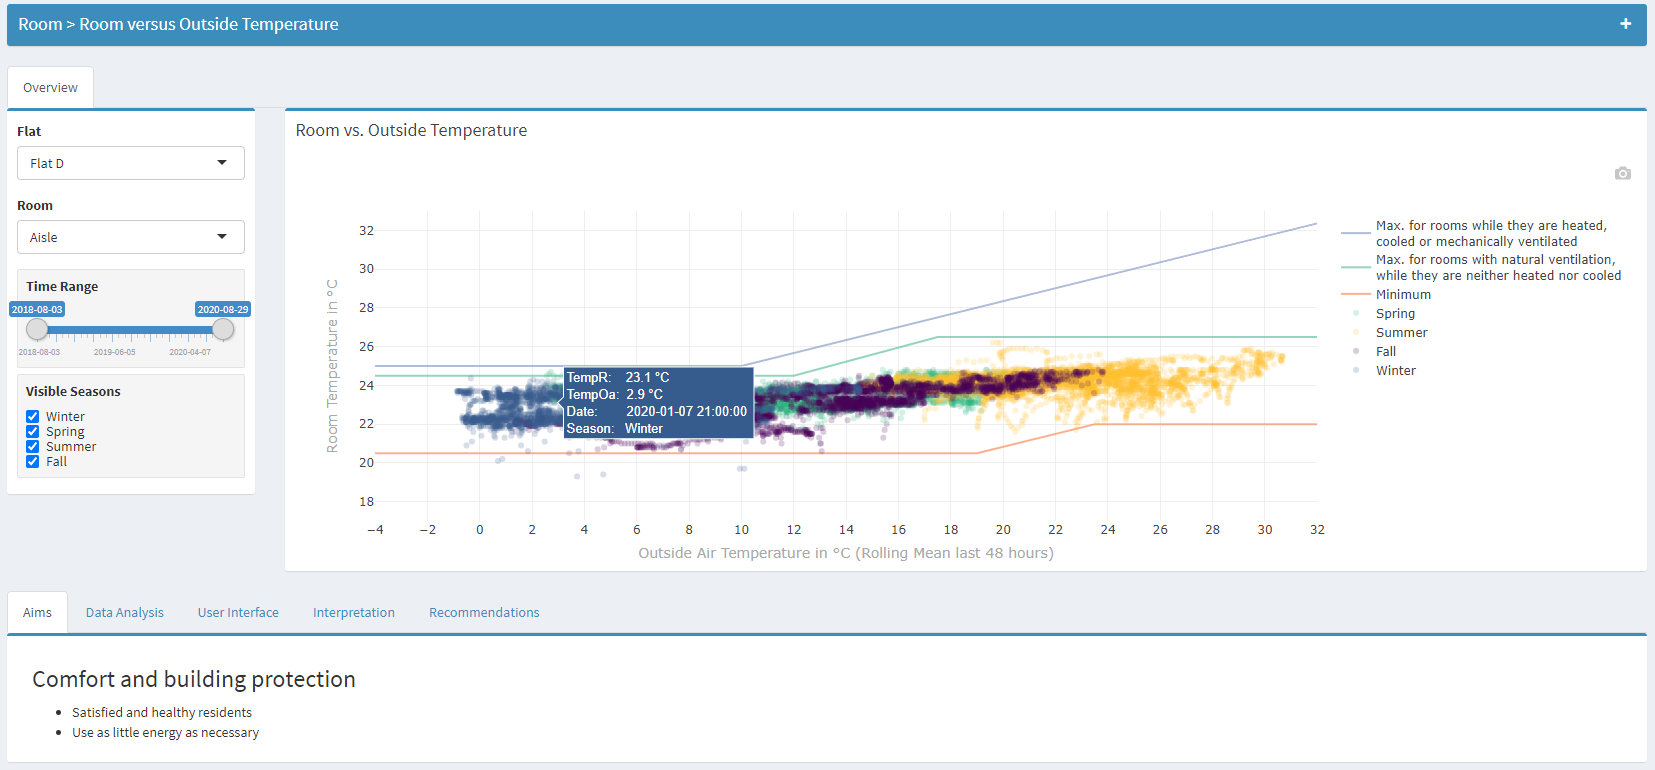 Room > Room versus Outside Temperature
+
Overview
Flat
Flat D
Room
Aisle
Time Range
2018-08-03 2020-08-29
2018-08-03 2019-06-05 2020-04-07
Visible Seasons
Winter
Spring
Summer
Fall
Room vs. Outside Temperature
Room Temperature in °C
32
30
28
26
24
22
20
18
−4 −2 0 2 4 6 8 10 12 14 16 18 20 22 24 26 28 30 32
Outside Air Temperature in °C (Rolling Mean last 48 hours)
TempR: 23.1 °C
TempOa: 2.9 °C
Date: 2020-01-07 21:00:00
Season: Winter
Max. for rooms while they are heated,
cooled or mechanically ventilated
Max. for rooms with natural ventilation,
while they are neither heated nor cooled
Minimum
Spring
Summer
Fall
Winter
Aims Data Analysis User Interface Interpretation Recommendations
Comfort and building protection
• Satisfied and healthy residents
• Use as little energy as necessary